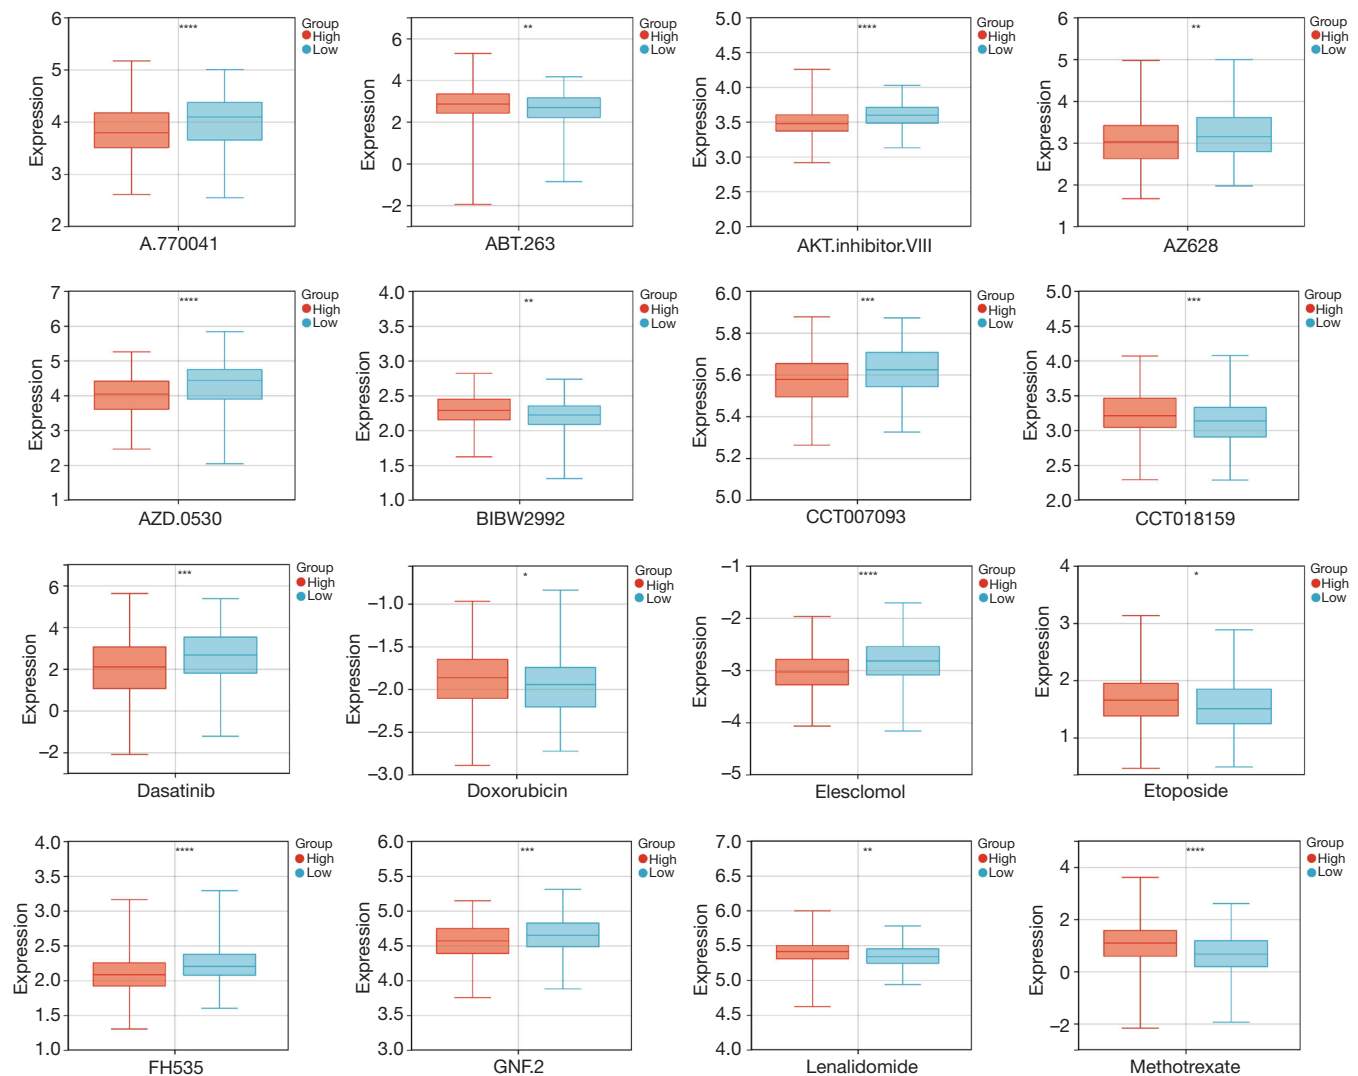 Group
High
Low
****
6
5
4
3
2
Expression
A.770041
Group
High
Low
**
6
4
2
0
−2
Expression
ABT.263
Group
High
Low
****
5.0
4.5
4.0
3.5
3.0
2.5
2.0
Expression
AKT.inhibitor.VIII
Group
High
Low
**
6
5
4
3
2
1
Expression
AZ628
Group
High
Low
****
7
6
5
4
3
2
1
Expression
AZD.0530
Group
High
Low
**
4.0
3.5
3.0
2.5
2.0
1.0
Expression
BIBW2992
Group
High
Low
***
6.0
5.8
5.6
5.4
5.2
5.0
Expression
CCT007093
Group
High
Low
***
5.0
4.5
4.0
3.5
3.0
2.5
2.0
Expression
CCT018159
Group
High
Low
***
6
4
2
0
−2
Expression
Dasatinib
Group
High
Low
*
−1.0
−1.5
−2.0
−2.5
−3.0
Expression
Doxorubicin
Group
High
Low
****
−1
−2
−3
−4
−5
Expression
Elesclomol
Group
High
Low
*
4
3
2
1
Expression
Etoposide
Group
High
Low
****
4.0
3.5
3.0
2.5
2.0
1.5
1.0
Expression
FH535
Group
High
Low
***
6.0
5.5
5.0
4.5
4.0
3.5
3.0
Expression
GNF.2
Group
High
Low
**
7.0
6.5
6.0
5.5
5.0
4.5
4.0
Expression
Lenalidomide
Group
High
Low
****
4
2
0
−2
Expression
Methotrexate